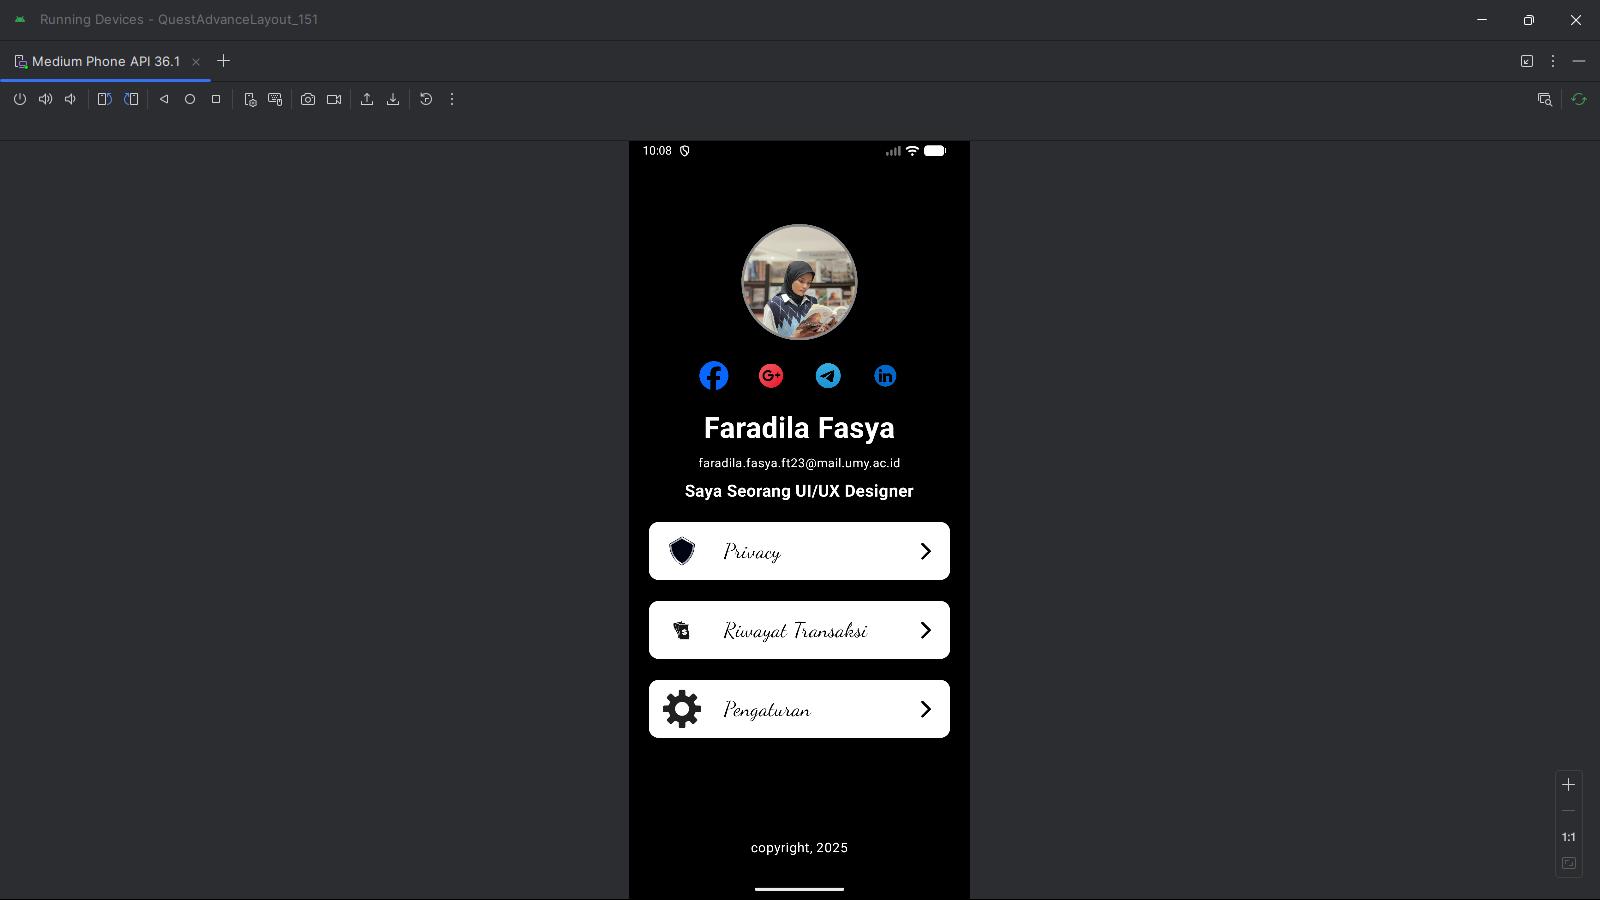 Running Devices - QuestAdvanceLayout_151
Medium Phone API 36.1
10:08
Faradila Fasya
faradila.fasya.ft23@mail.umy.ac.id
Saya Seorang UI/UX Designer
Privacy
Riwayat Transaksi
Pengaturan
copyright, 2025
1:1